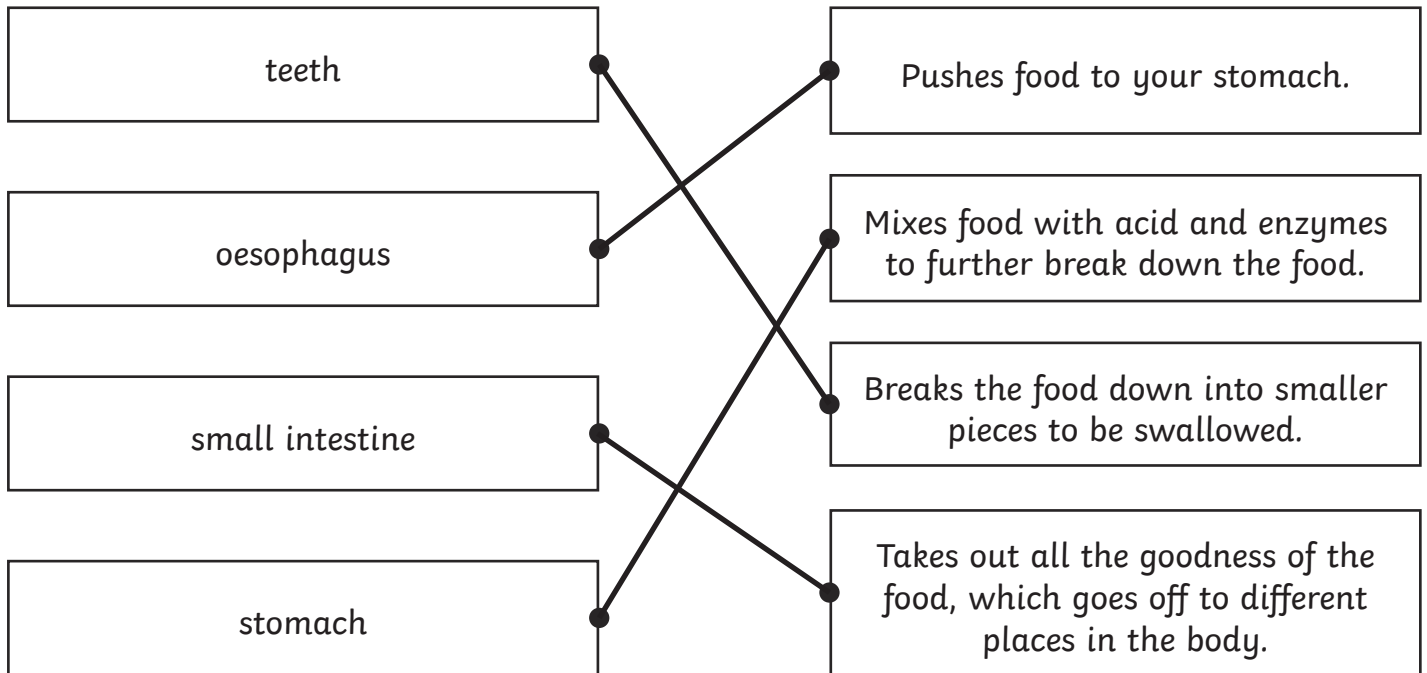 teeth
oesophagus
small intestine
stomach
Pushes food to your stomach.
Mixes food with acid and enzymes
to further break down the food.
Breaks the food down into smaller
pieces to be swallowed.
Takes out all the goodness of the
food, which goes off to different
places in the body.